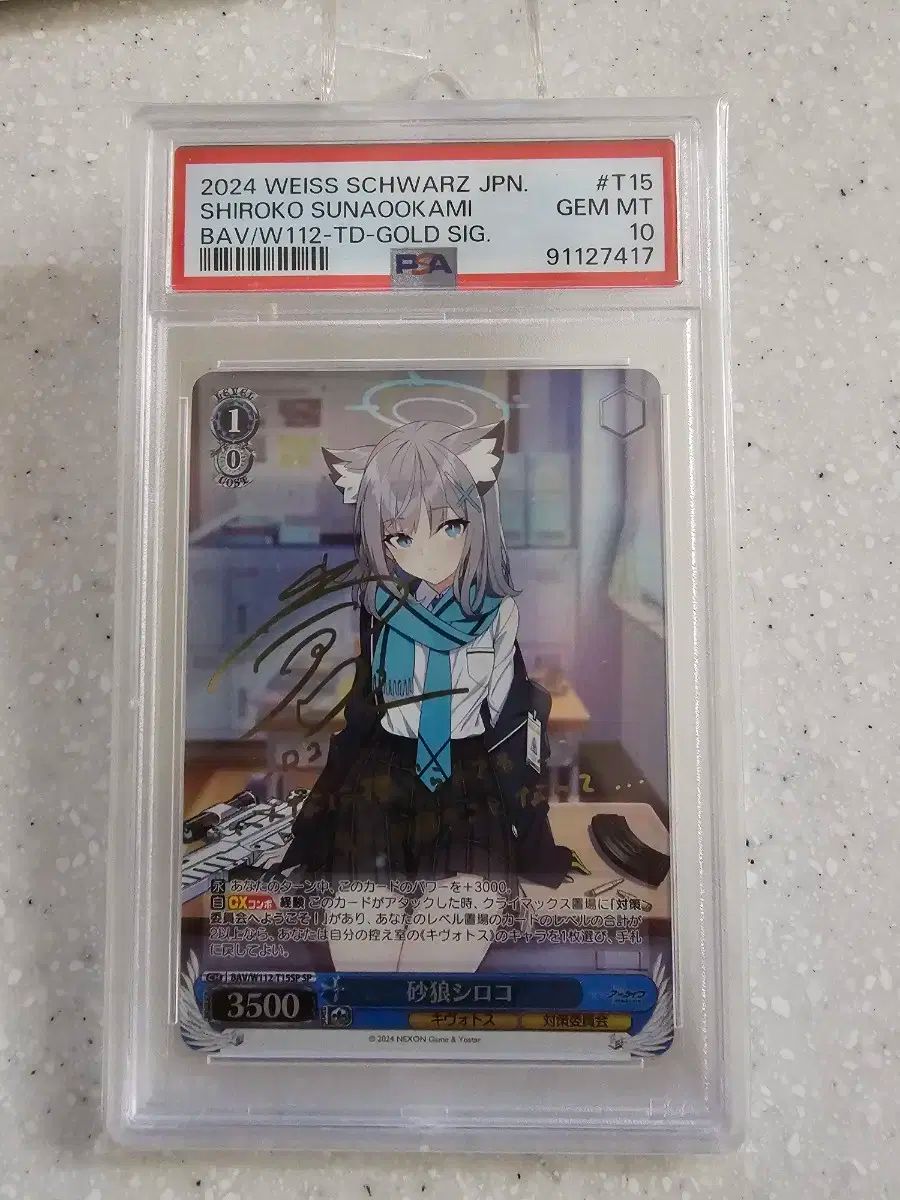 2024 WEISS SCHWARZ JPN. #T15
SHIROKO SUNAOOKAMI GEM MT
BAV/W112-TD-GOLD SIG. 10
PSA 91127417
LEVEL
1
0
COST
永 あなたのターン中、このカードのパワーを＋3000。
自 CXコンボ 経験 このカードがアタックした時、クライマックス置場に「対策
委員会へようこそ！」があり、あなたのレベル置場のカードのレベルの合計が
2以上なら、あなたは自分の控え室の《キヴォトス》のキャラを1枚選び、手札
に戻してよい。
BAV/W112-T15SP SP
3500
砂狼シロコ
キヴォトス 対策委員会
© 2024 NEXON Games & Yostar